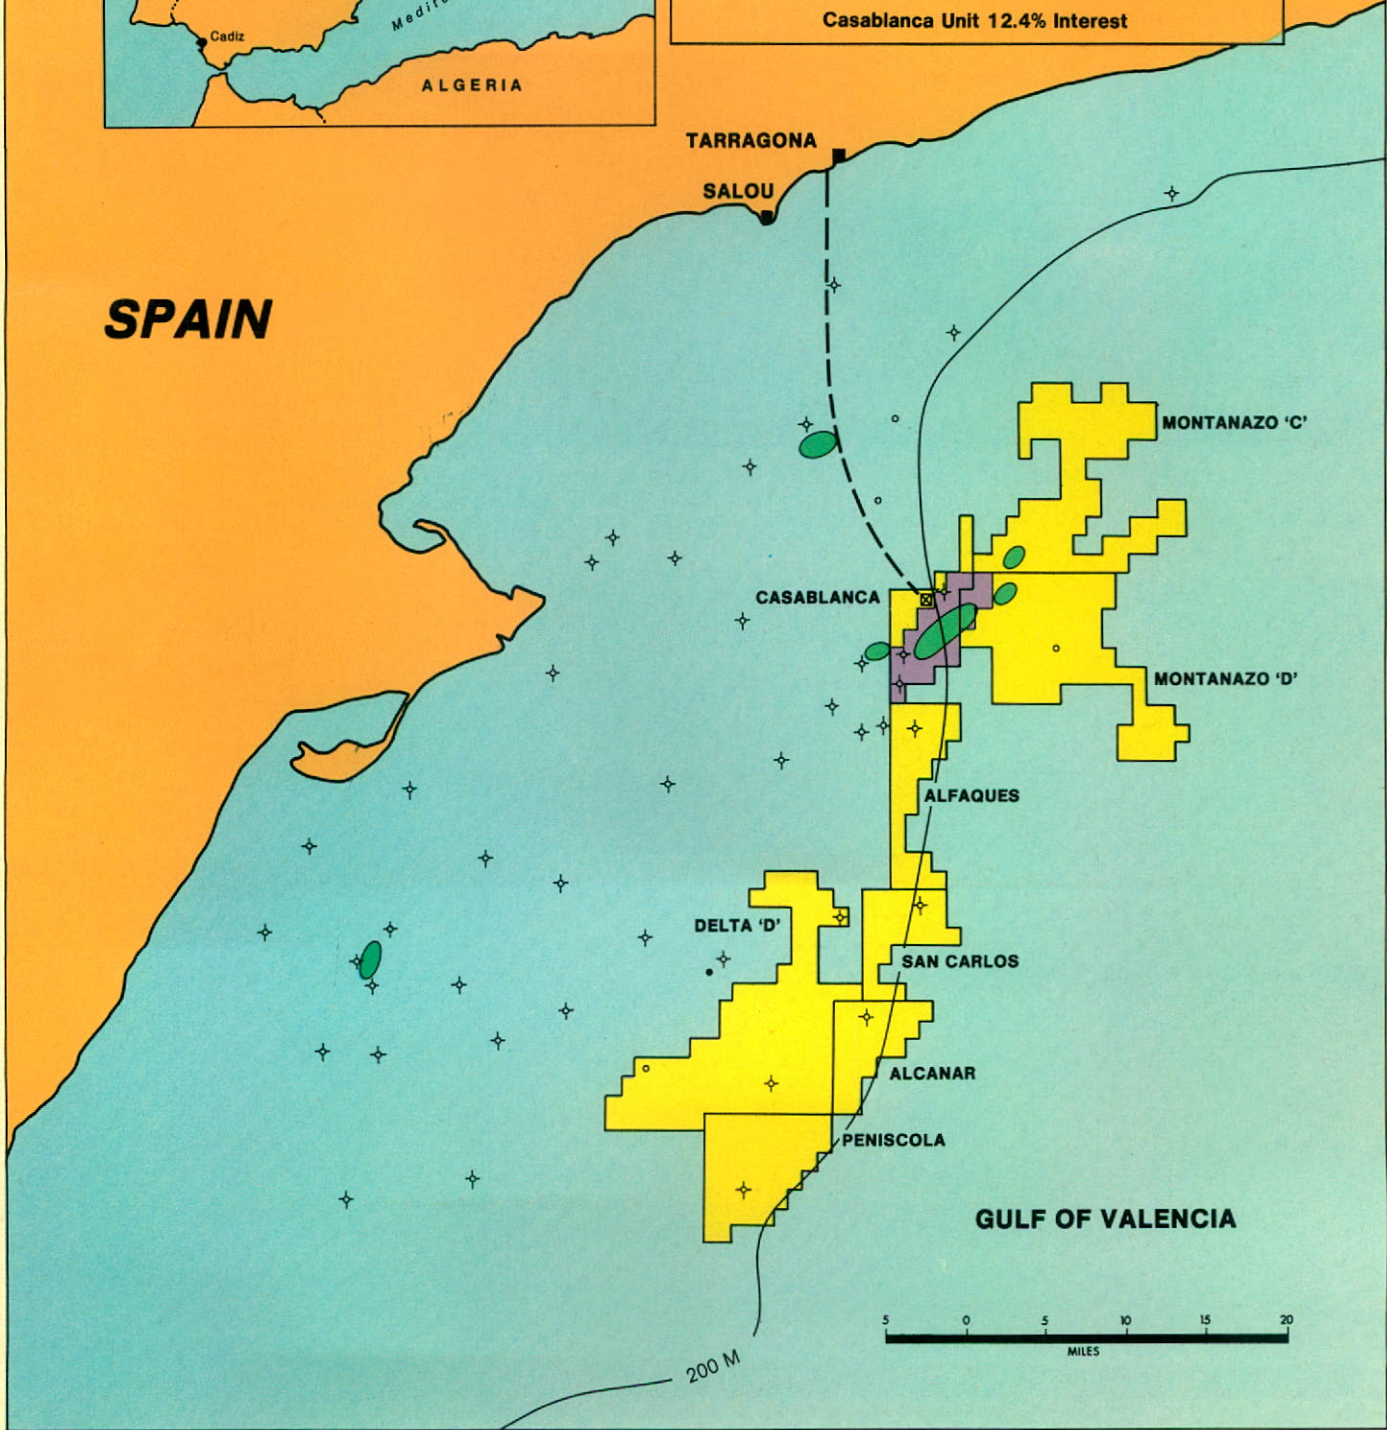 Casablanca Unit 12.4% Interest
Cadiz
ALGERIA
TARRAGONA
SALOU
SPAIN
MONTANAZO ‘C’
CASABLANCA
MONTANAZO ‘D’
ALFAQUES
DELTA ‘D’
SAN CARLOS
ALCANAR
PENISCOLA
GULF OF VALENCIA
5 0 5 10 15 20
MILES
200 M